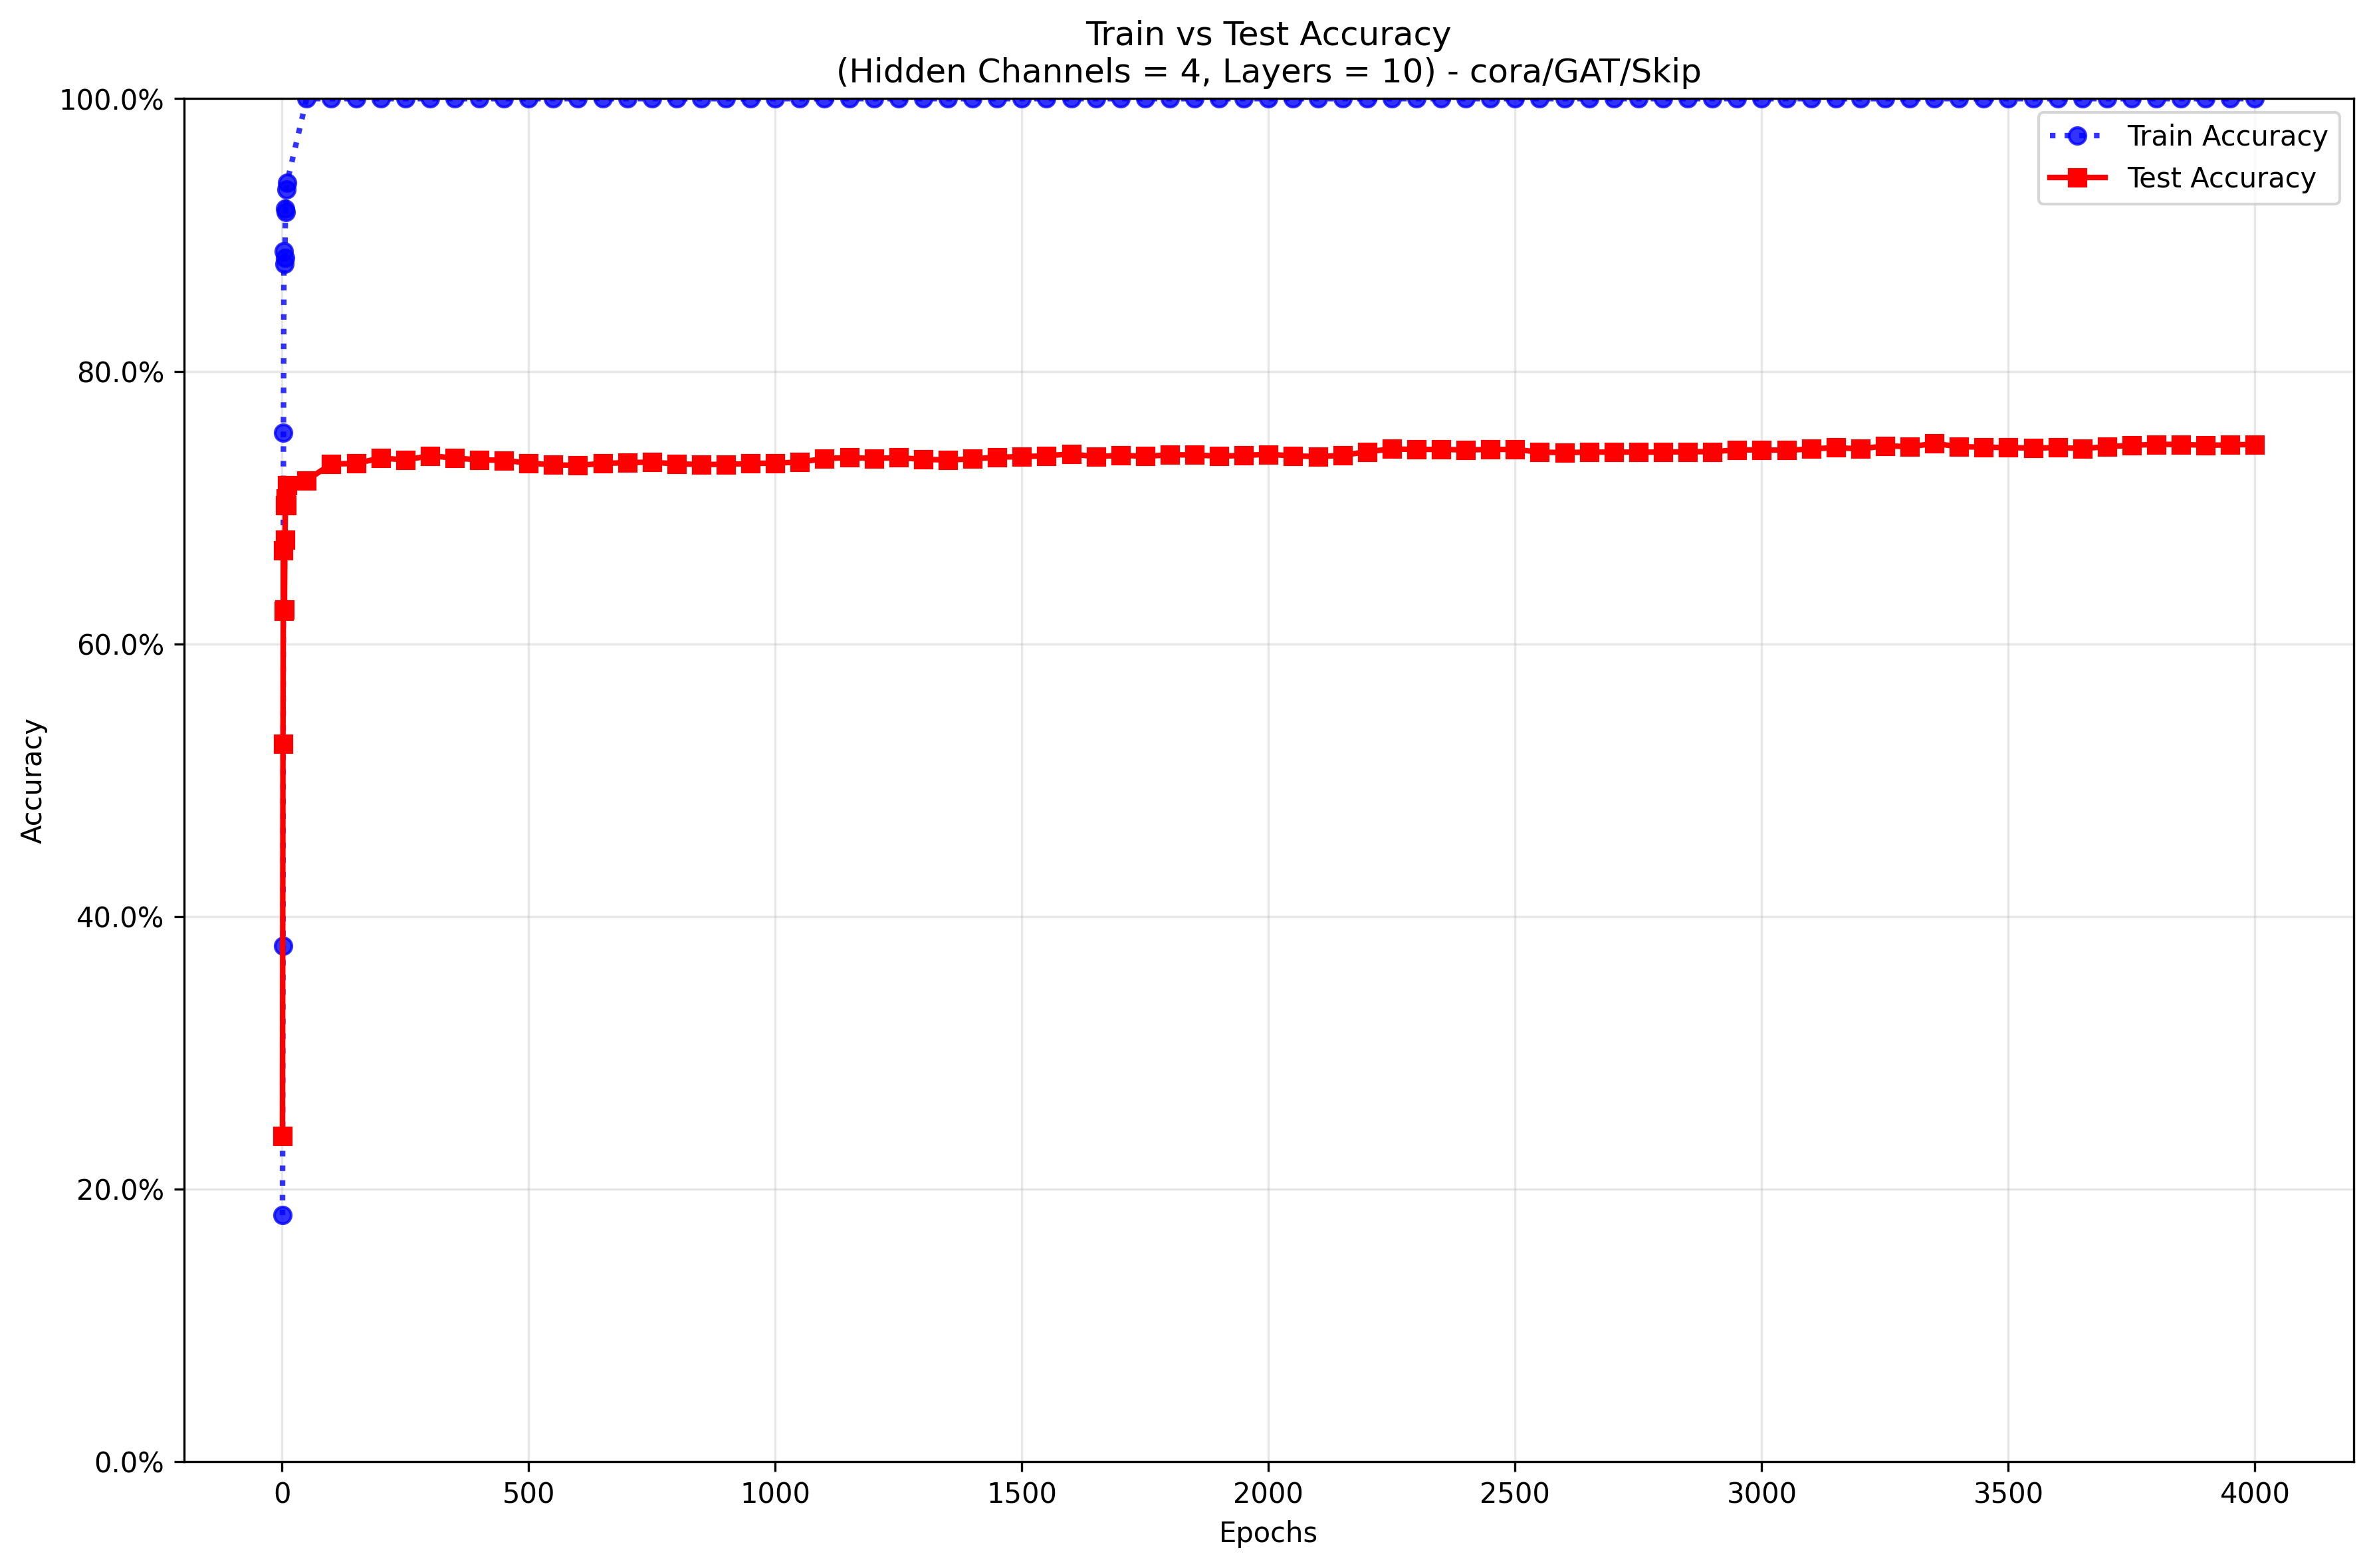 Train vs Test Accuracy
(Hidden Channels = 4, Layers = 10) - cora/GAT/Skip
100.0%
80.0%
60.0%
40.0%
20.0%
0.0%
Accuracy
Train Accuracy
Test Accuracy
0 500 1000 1500 2000 2500 3000 3500 4000
Epochs